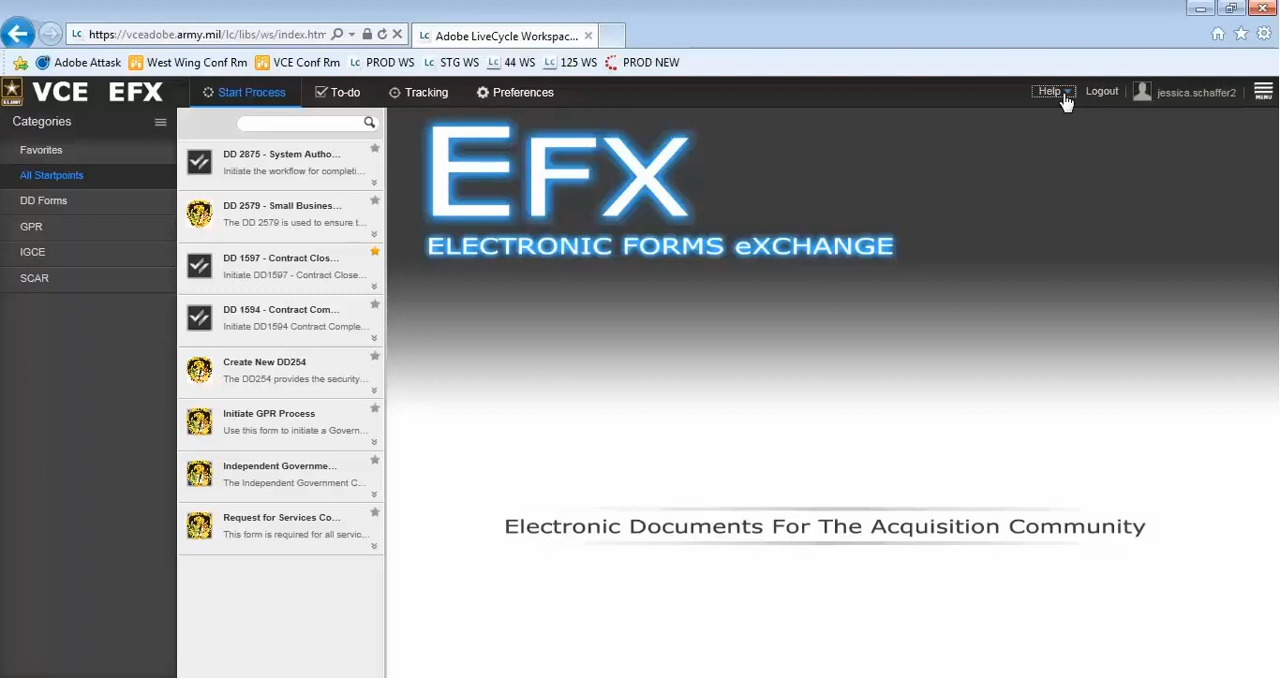 https://vceadobe.army.mil/lc/libs/ws/index.htm
Lc Adobe LiveCycle Workspac...
Adobe Attask West Wing Conf Rm VCE Conf Rm Lc PROD WS Lc STG WS Lc 44 WS Lc 125 WS PROD NEW
VCE EFX Start Process To-do Tracking Preferences Help Logout jessica.schaffer2 MENU
Categories
Favorites
All Startpoints
DD Forms
GPR
IGCE
SCAR
DD 2875 - System Autho...
Initiate the workflow for completi...
DD 2579 - Small Busines...
The DD 2579 is used to ensure t...
DD 1597 - Contract Clos...
Initiate DD1597 - Contract Close...
DD 1594 - Contract Com...
Initiate DD1594 Contract Comple...
Create New DD254
The DD254 provides the security...
Initiate GPR Process
Use this form to initiate a Govern...
Independent Governme...
The Independent Government C...
Request for Services Co...
This form is required for all servic...
EFX
ELECTRONIC FORMS eXCHANGE
Electronic Documents For The Acquisition Community